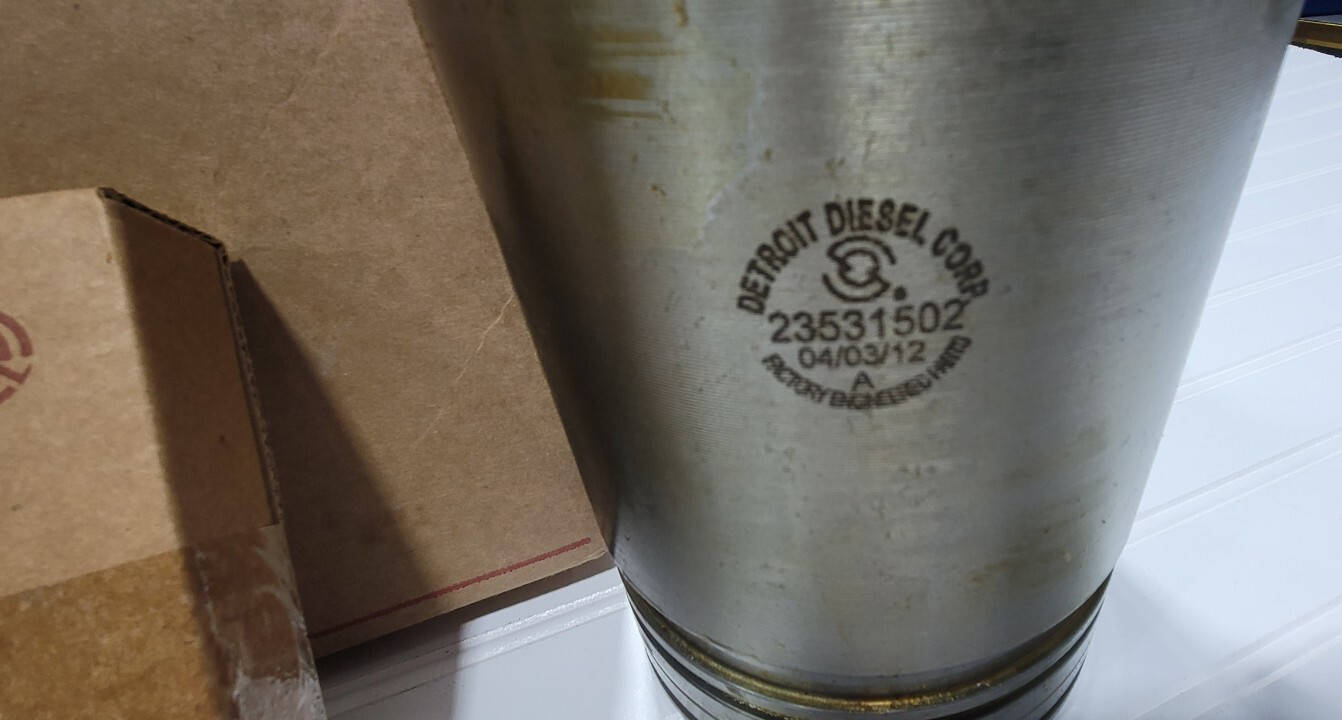 DETROIT DIESEL CORP.
23531502
04/03/12
A
FACTORY ENGINEERED PARTS